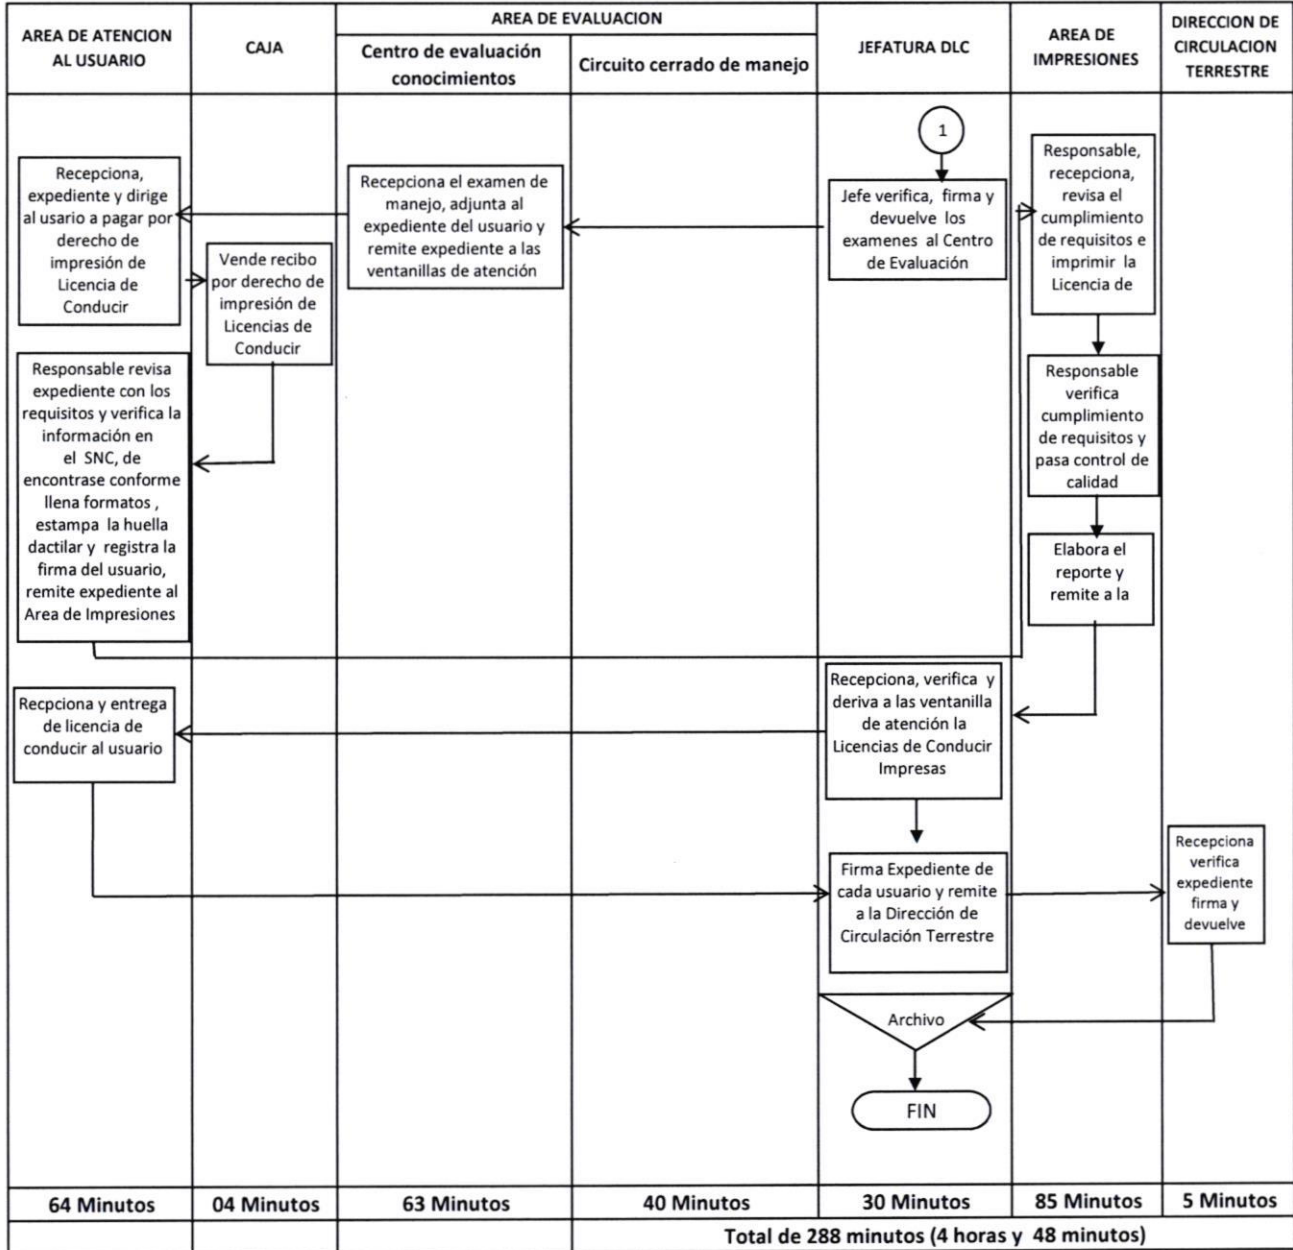 AREA DE ATENCION
AL USUARIO
CAJA
AREA DE EVALUACION
Centro de evaluación
conocimientos
Circuito cerrado de manejo
JEFATURA DLC
AREA DE
IMPRESIONES
DIRECCION DE
CIRCULACION
TERRESTRE
1
Jefe verifica, firma y
devuelve los
examenes al Centro
de Evaluación
Recepciona el examen de
manejo, adjunta al
expediente del usuario y
remite expediente a las
ventanillas de atención
Recepciona,
expediente y dirige
al usario a pagar por
derecho de
impresión de
Licencia de
Conducir
Vende recibo
por derecho de
impresión de
Licencias de
Conducir
Responsable revisa
expediente con los
requisitos y verifica la
información en
el SNC, de
encontrase conforme
llena formatos ,
estampa la huella
dactilar y registra la
firma del usuario,
remite expediente al
Area de Impresiones
Responsable,
recepciona,
revisa el
cumplimiento
de requisitos e
imprimir la
Licencia de
Responsable
verifica
cumplimiento
de requisitos y
pasa control de
calidad
Elabora el
reporte y
remite a la
Recepciona, verifica y
deriva a las ventanilla
de atención la
Licencias de Conducir
Impresas
Recpciona y entrega
de licencia de
conducir al usuario
Firma Expediente de
cada usuario y remite
a la Dirección de
Circulación Terrestre
Recepciona
verifica
expediente
firma y
devuelve
Archivo
FIN
64 Minutos
04 Minutos
63 Minutos
40 Minutos
30 Minutos
85 Minutos
5 Minutos
Total de 288 minutos (4 horas y 48 minutos)